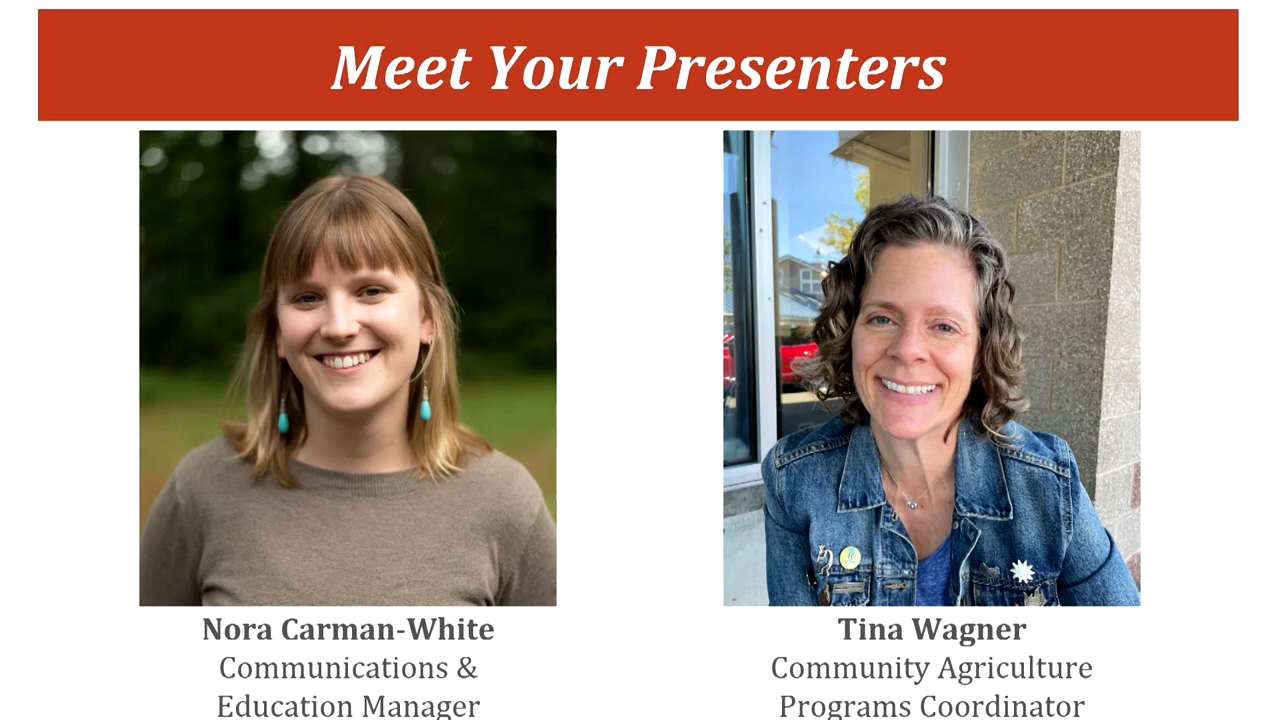 Meet Your Presenters
Nora Carman-White
Communications &
Education Manager
Tina Wagner
Community Agriculture
Programs Coordinator